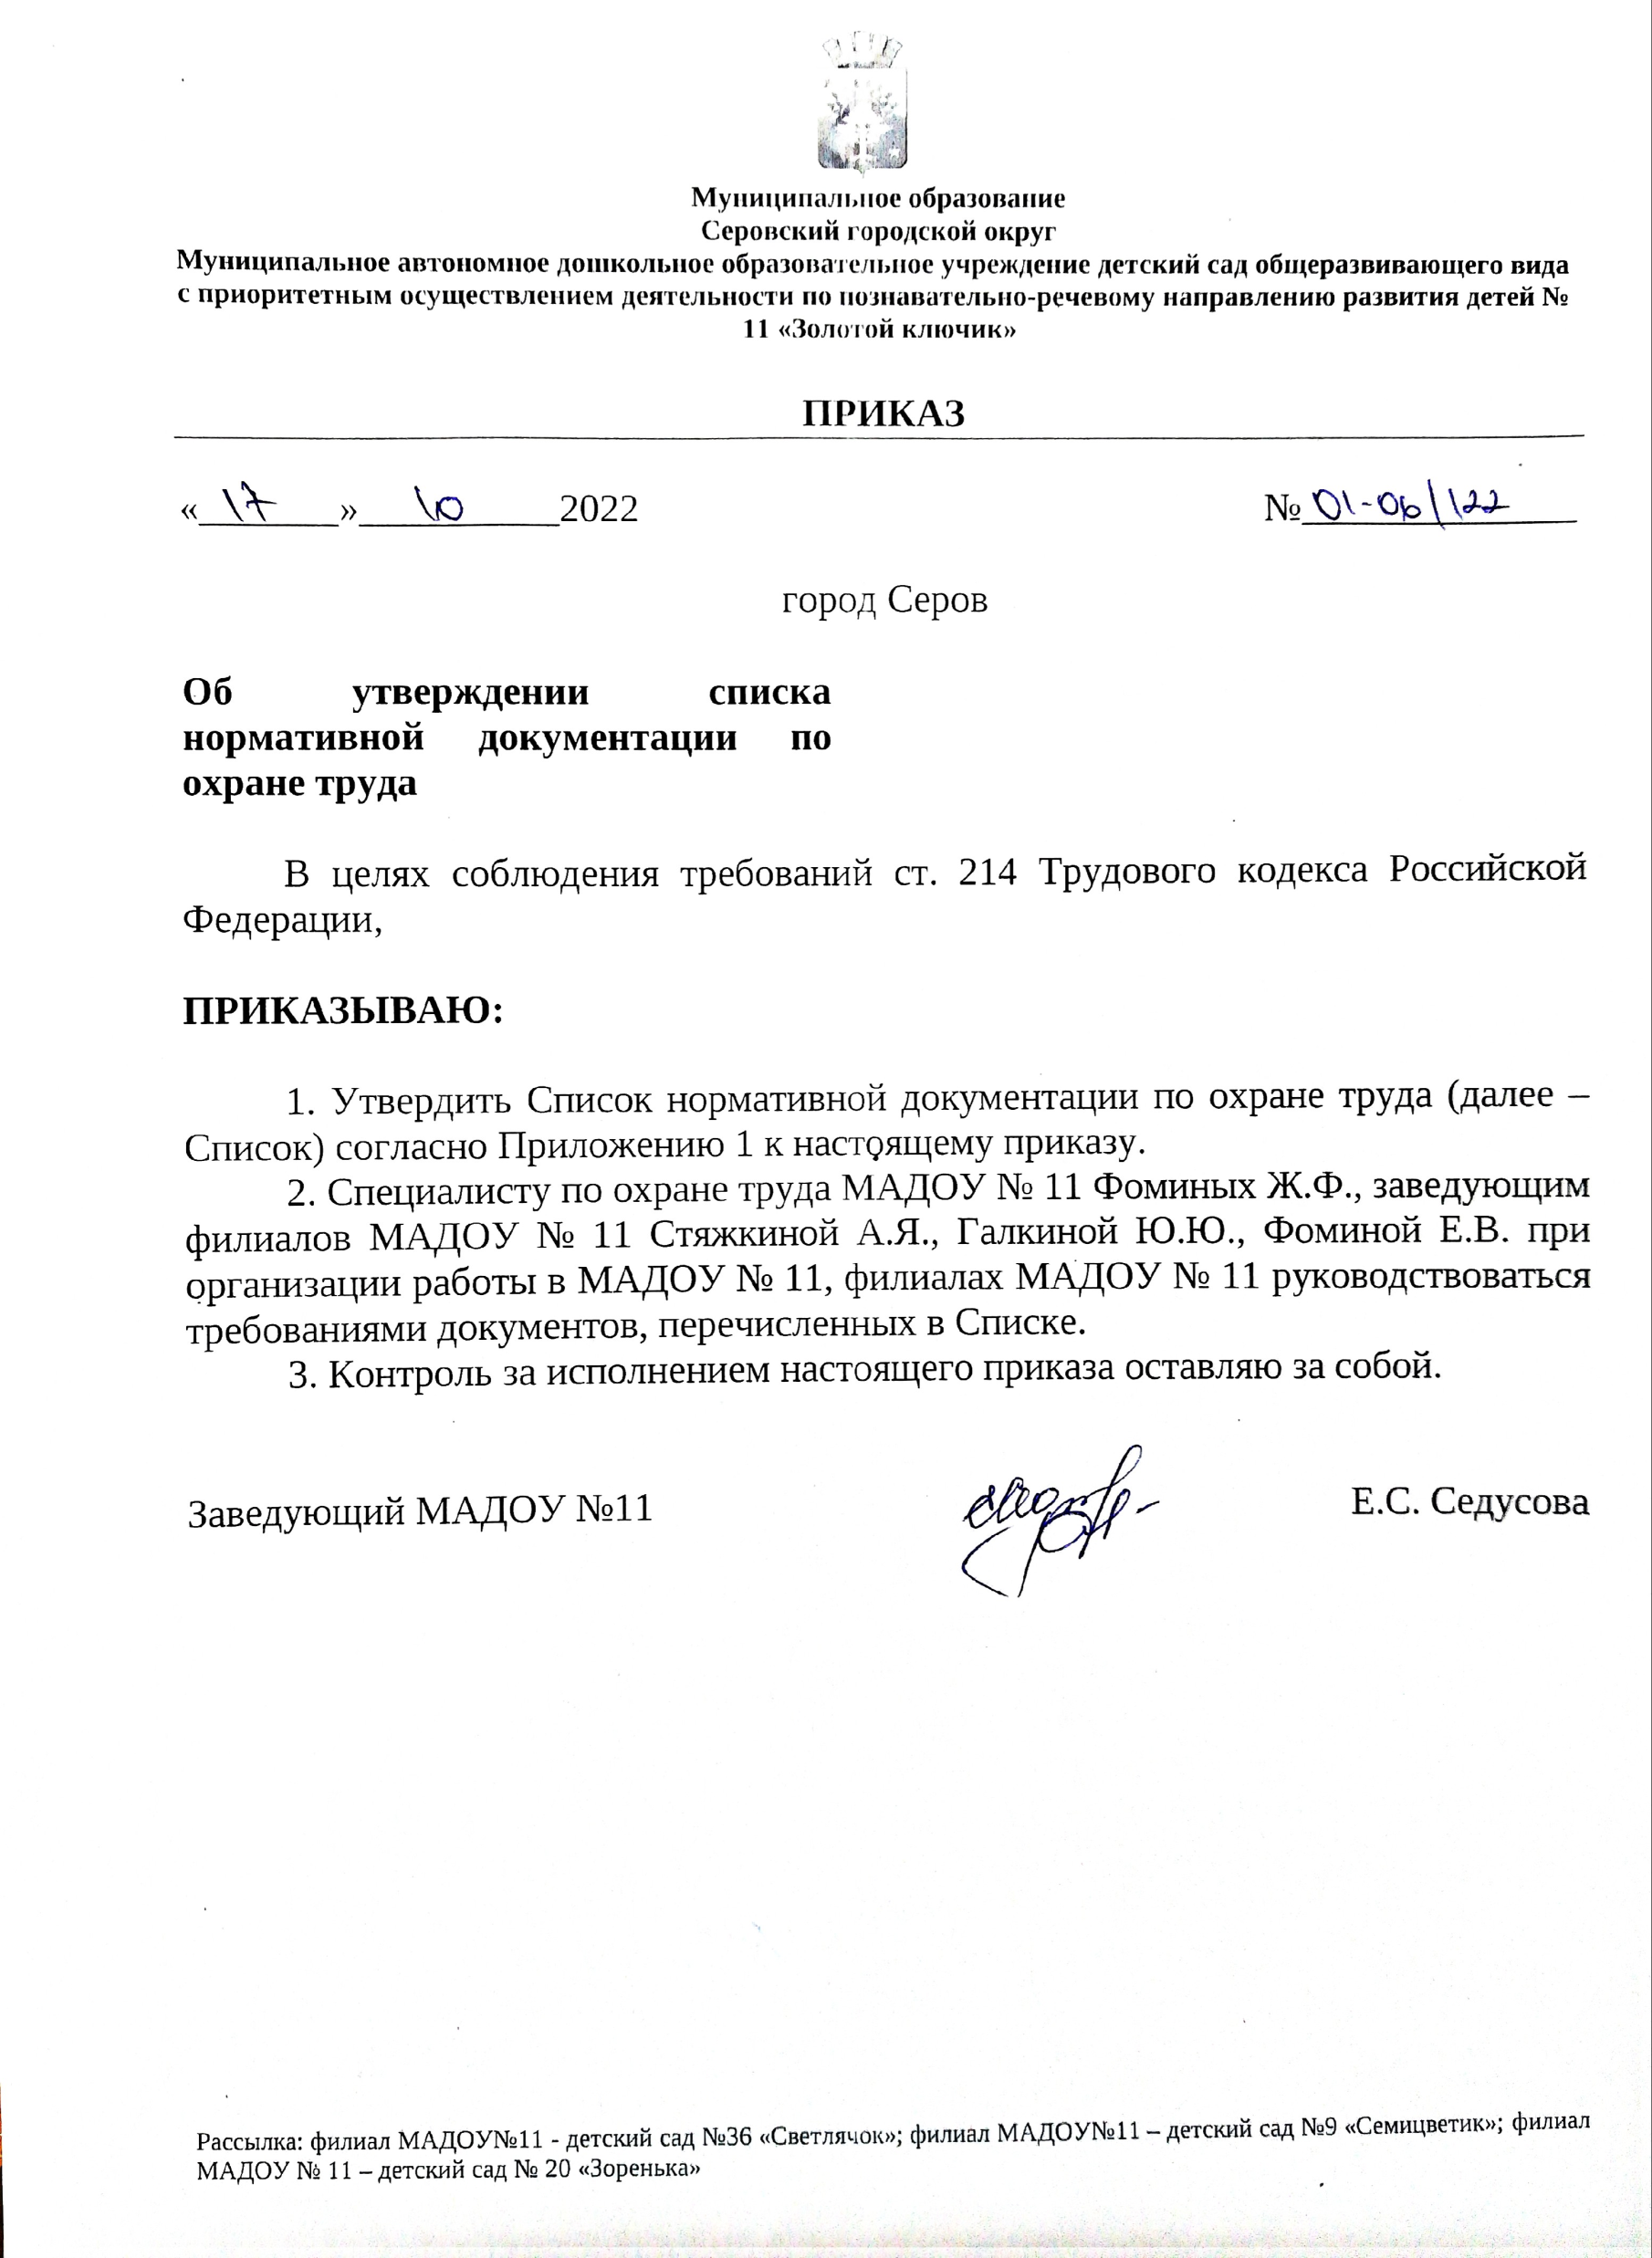 Муниципальное образование
Серовский городской округ
Муниципальное автономное дошкольное образовательное учреждение детский сад общеразвивающего вида
с приоритетным осуществлением деятельности по познавательно-речевому направлению развития детей №
11 «Золотой ключик»
ПРИКАЗ
«17» 10 2022 № 01-06/122
город Серов
Об утверждении списка
нормативной документации по
охране труда
В целях соблюдения требований ст. 214 Трудового кодекса Российской
Федерации,
ПРИКАЗЫВАЮ:
1. Утвердить Список нормативной документации по охране труда (далее –
Список) согласно Приложению 1 к настоящему приказу.
2. Специалисту по охране труда МАДОУ № 11 Фоминых Ж.Ф., заведующим
филиалов МАДОУ № 11 Стяжкиной А.Я., Галкиной Ю.Ю., Фоминой Е.В. при
организации работы в МАДОУ № 11, филиалах МАДОУ № 11 руководствоваться
требованиями документов, перечисленных в Списке.
3. Контроль за исполнением настоящего приказа оставляю за собой.
Заведующий МАДОУ №11 Е.С. Седусова
Рассылка: филиал МАДОУ№11 - детский сад №36 «Светлячок»; филиал МАДОУ№11 – детский сад №9 «Семицветик»; филиал
МАДОУ № 11 – детский сад № 20 «Зоренька»